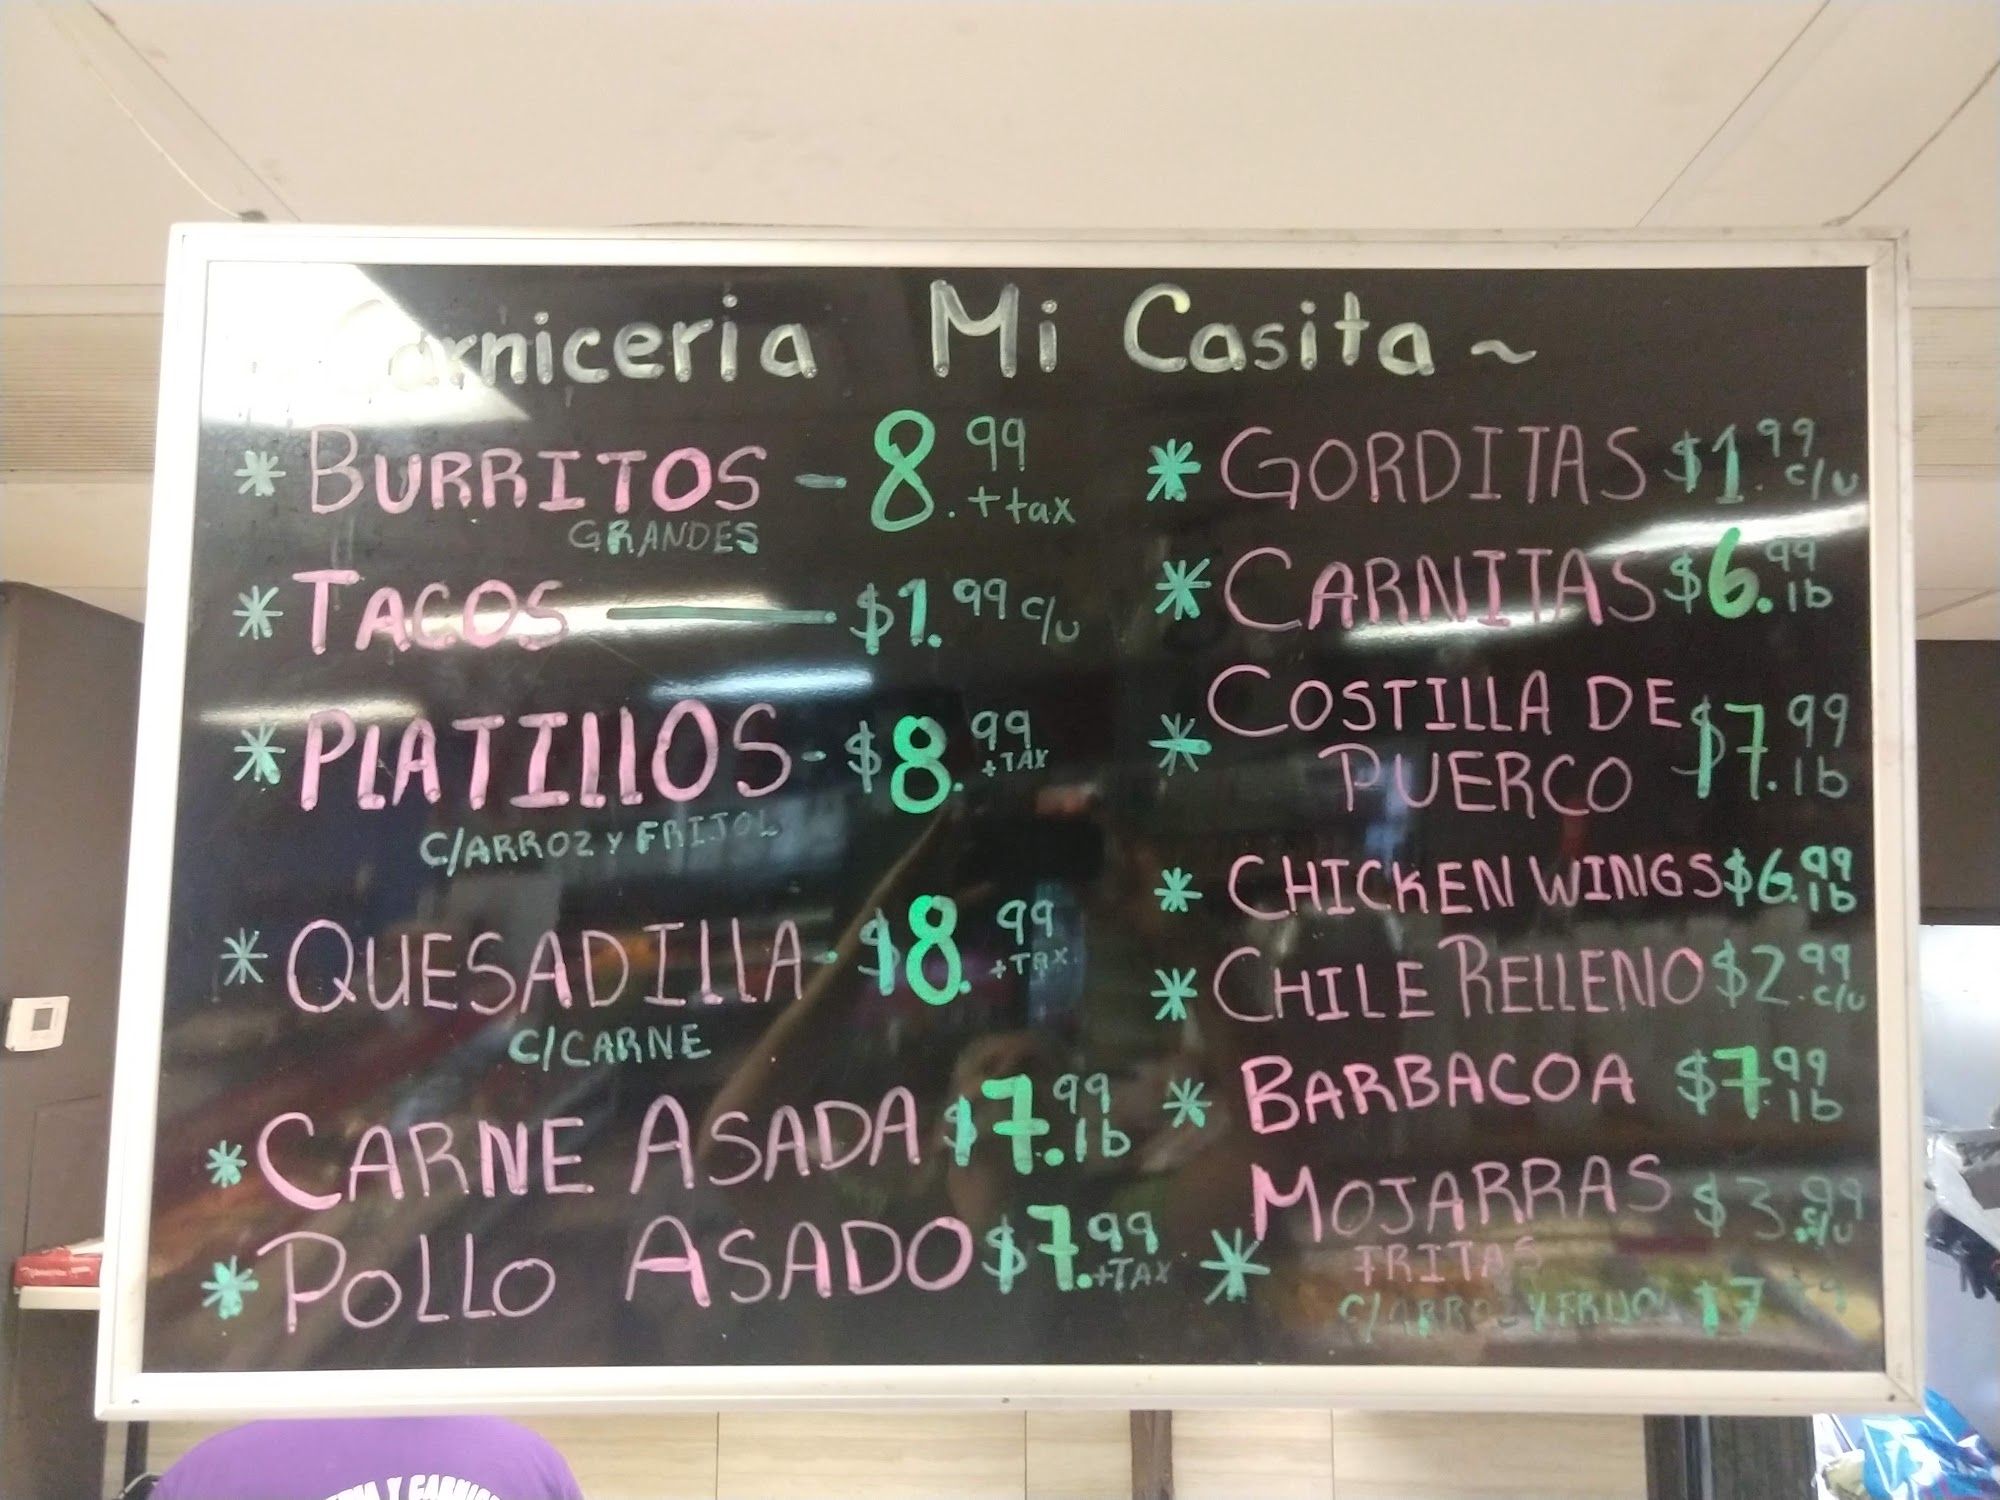 Carniceria Mi Casita ~
* BURRITOS - 8.99 + tax
GRANDES
* TACOS — $1.99 c/u
* PLATILLOS - $8.99 + TAX
C/ARROZ Y FRIJOL
* QUESADILLA - $8.99 + TAX
C/CARNE
* CARNE ASADA $7.99 lb
* POLLO ASADO $7.99 + TAX
* GORDITAS $1.99 c/u
* CARNITAS $6.99 lb
* COSTILLA DE
PUERCO $7.99 lb
* CHICKEN WINGS $6.99 lb
* CHILE RELLENO $2.99 c/u
* BARBACOA $7.99 lb
* MOJARRAS $3.99 c/u
FRITAS
C/ARROZ Y FRIJOL $7